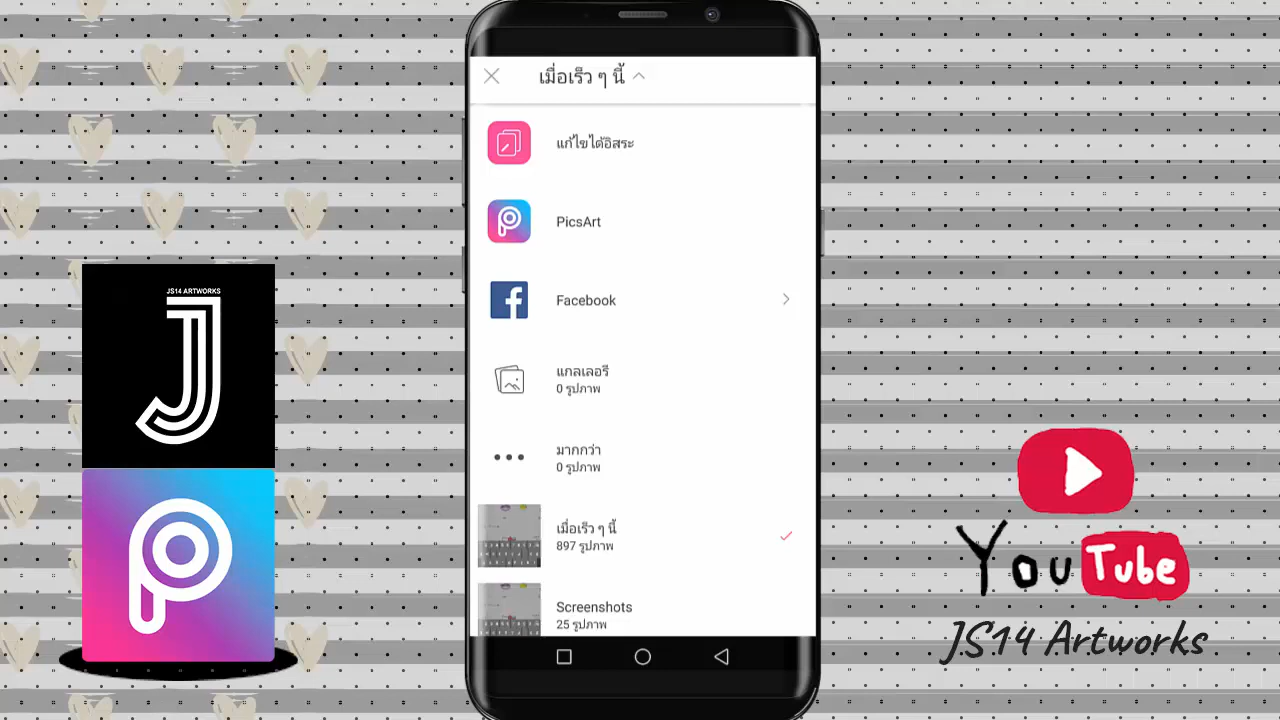 เมื่อเร็ว ๆ นี้
แก้ไขได้อิสระ
PicsArt
Facebook
แกลเลอรี
0 รูปภาพ
มากกว่า
0 รูปภาพ
เมื่อเร็ว ๆ นี้
897 รูปภาพ
Screenshots
25 รูปภาพ
JS14 ARTWORKS
YouTube
JS14 Artworks